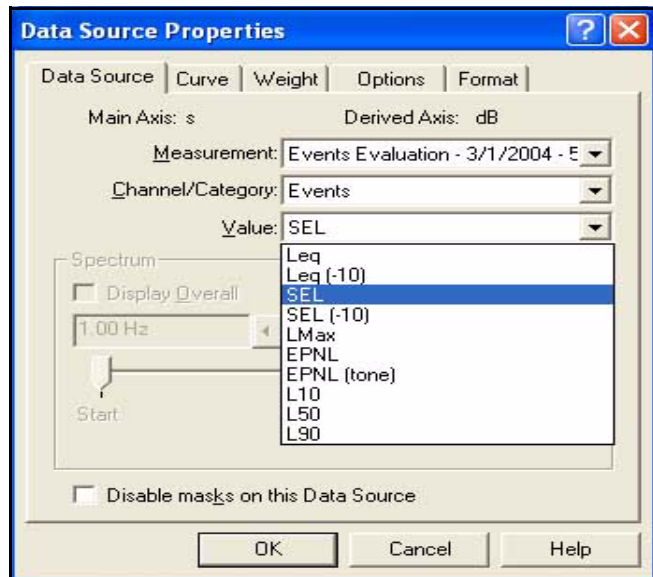 Data Source Properties
Data Source Curve Weight Options Format
Main Axis: s Derived Axis: dB
Measurement: Events Evaluation - 3/1/2004 - 5
Channel/Category: Events
Value: SEL
Leq
Leq (-10)
SEL
SEL (-10)
LMax
EPNL
EPNL (tone)
L10
L50
L90
Spectrum
Display Overall
1.00 Hz
Start
Disable masks on this Data Source
OK Cancel Help